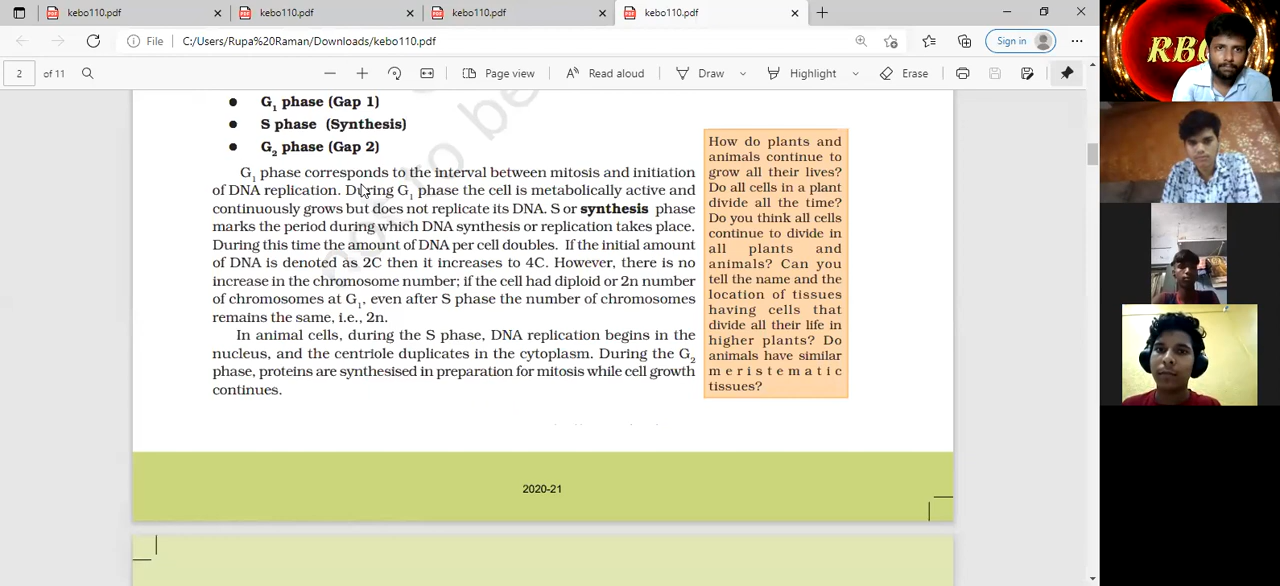 kebo110.pdf
kebo110.pdf
kebo110.pdf
kebo110.pdf
File C:/Users/Rupa%20Raman/Downloads/kebo110.pdf
Sign in
2 of 11
Page view
Read aloud
Draw
Highlight
Erase
to be
● G1 phase (Gap 1)
● S phase (Synthesis)
● G2 phase (Gap 2)
G1 phase corresponds to the interval between mitosis and initiation
of DNA replication. During G1 phase the cell is metabolically active and
continuously grows but does not replicate its DNA. S or synthesis phase
marks the period during which DNA synthesis or replication takes place.
During this time the amount of DNA per cell doubles. If the initial amount
of DNA is denoted as 2C then it increases to 4C. However, there is no
increase in the chromosome number; if the cell had diploid or 2n number
of chromosomes at G1, even after S phase the number of chromosomes
remains the same, i.e., 2n.
In animal cells, during the S phase, DNA replication begins in the
nucleus, and the centriole duplicates in the cytoplasm. During the G2
phase, proteins are synthesised in preparation for mitosis while cell growth
continues.
How do plants and
animals continue to
grow all their lives?
Do all cells in a plant
divide all the time?
Do you think all cells
continue to divide in
all plants and
animals? Can you
tell the name and the
location of tissues
having cells that
divide all their life in
higher plants? Do
animals have similar
meristematic
tissues?
2020-21